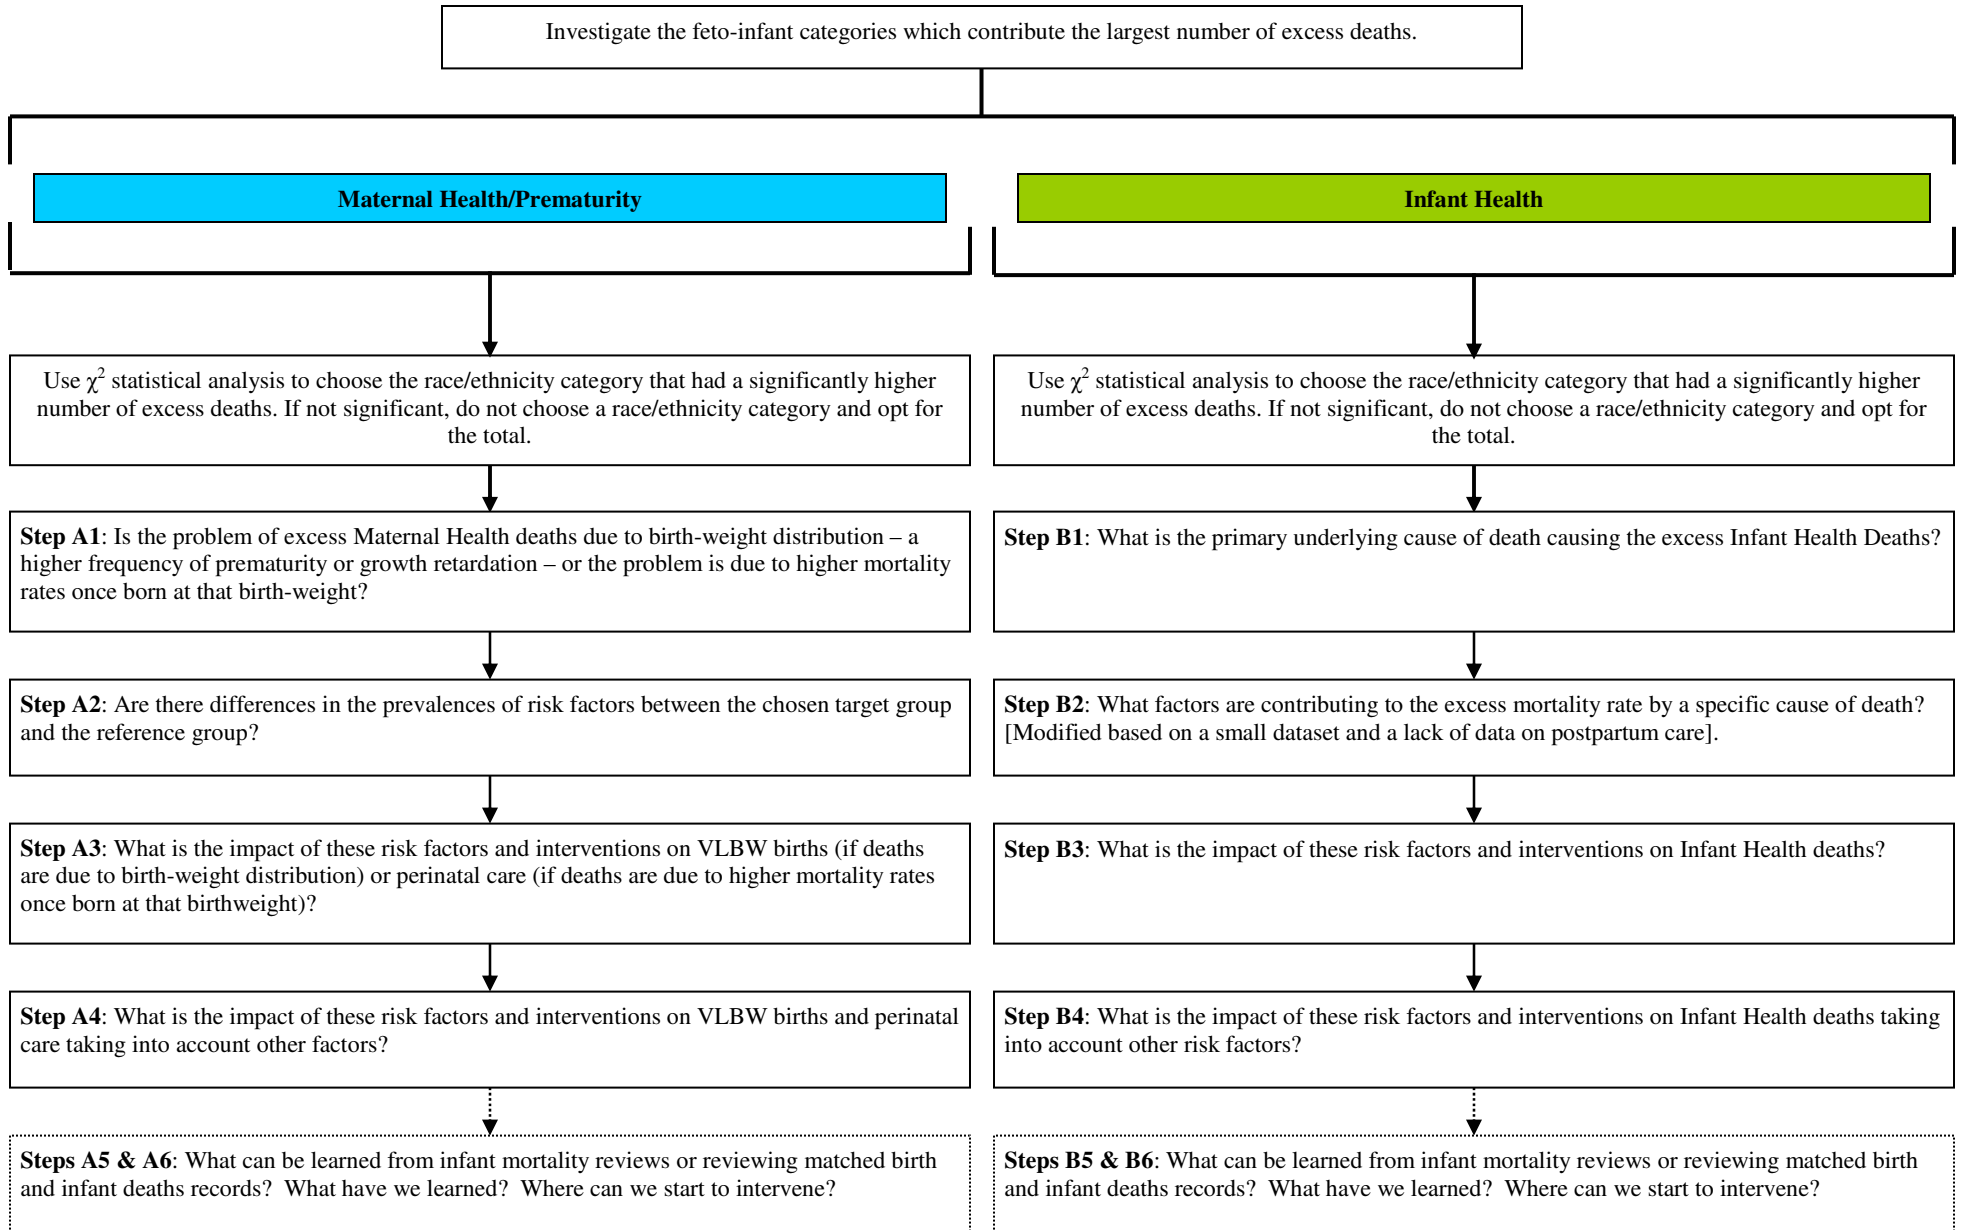 Investigate the feto-infant categories which contribute the largest number of excess deaths.
Maternal Health/Prematurity
Infant Health
Use χ² statistical analysis to choose the race/ethnicity category that had a significantly higher
number of excess deaths. If not significant, do not choose a race/ethnicity category and opt for
the total.
Use χ² statistical analysis to choose the race/ethnicity category that had a significantly higher
number of excess deaths. If not significant, do not choose a race/ethnicity category and opt for
the total.
Step A1: Is the problem of excess Maternal Health deaths due to birth-weight distribution – a
higher frequency of prematurity or growth retardation – or the problem is due to higher mortality
rates once born at that birth-weight?
Step B1: What is the primary underlying cause of death causing the excess Infant Health Deaths?
Step A2: Are there differences in the prevalences of risk factors between the chosen target group
and the reference group?
Step B2: What factors are contributing to the excess mortality rate by a specific cause of death?
[Modified based on a small dataset and a lack of data on postpartum care].
Step A3: What is the impact of these risk factors and interventions on VLBW births (if deaths
are due to birth-weight distribution) or perinatal care (if deaths are due to higher mortality rates
once born at that birthweight)?
Step B3: What is the impact of these risk factors and interventions on Infant Health deaths?
Step A4: What is the impact of these risk factors and interventions on VLBW births and perinatal
care taking into account other factors?
Step B4: What is the impact of these risk factors and interventions on Infant Health deaths taking
into account other risk factors?
Steps A5 & A6: What can be learned from infant mortality reviews or reviewing matched birth
and infant deaths records?  What have we learned?  Where can we start to intervene?
Steps B5 & B6: What can be learned from infant mortality reviews or reviewing matched birth
and infant deaths records?  What have we learned?  Where can we start to intervene?